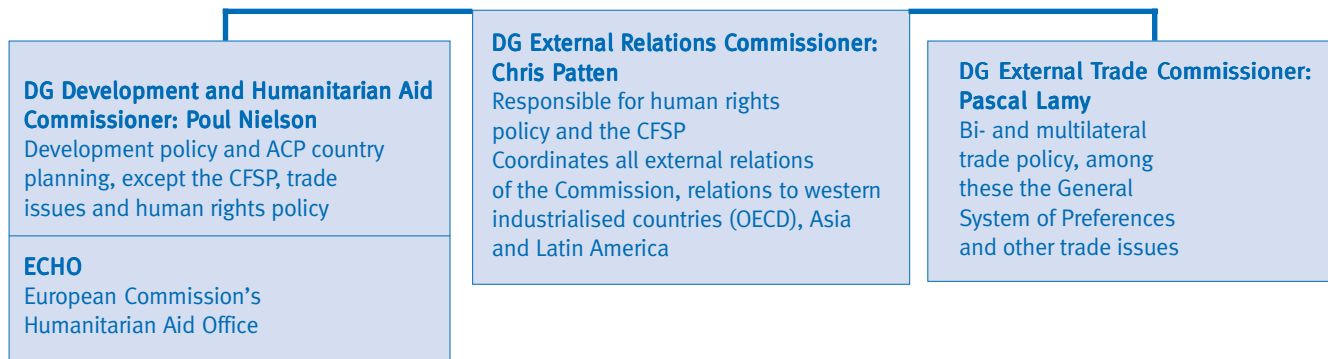 DG Development and Humanitarian Aid
Commissioner: Poul Nielson
Development policy and ACP country
planning, except the CFSP, trade
issues and human rights policy
ECHO
European Commission’s
Humanitarian Aid Office
DG External Relations Commissioner:
Chris Patten
Responsible for human rights
policy and the CFSP
Coordinates all external relations
of the Commission, relations to western
industrialised countries (OECD), Asia
and Latin America
DG External Trade Commissioner:
Pascal Lamy
Bi- and multilateral
trade policy, among
these the General
System of Preferences
and other trade issues